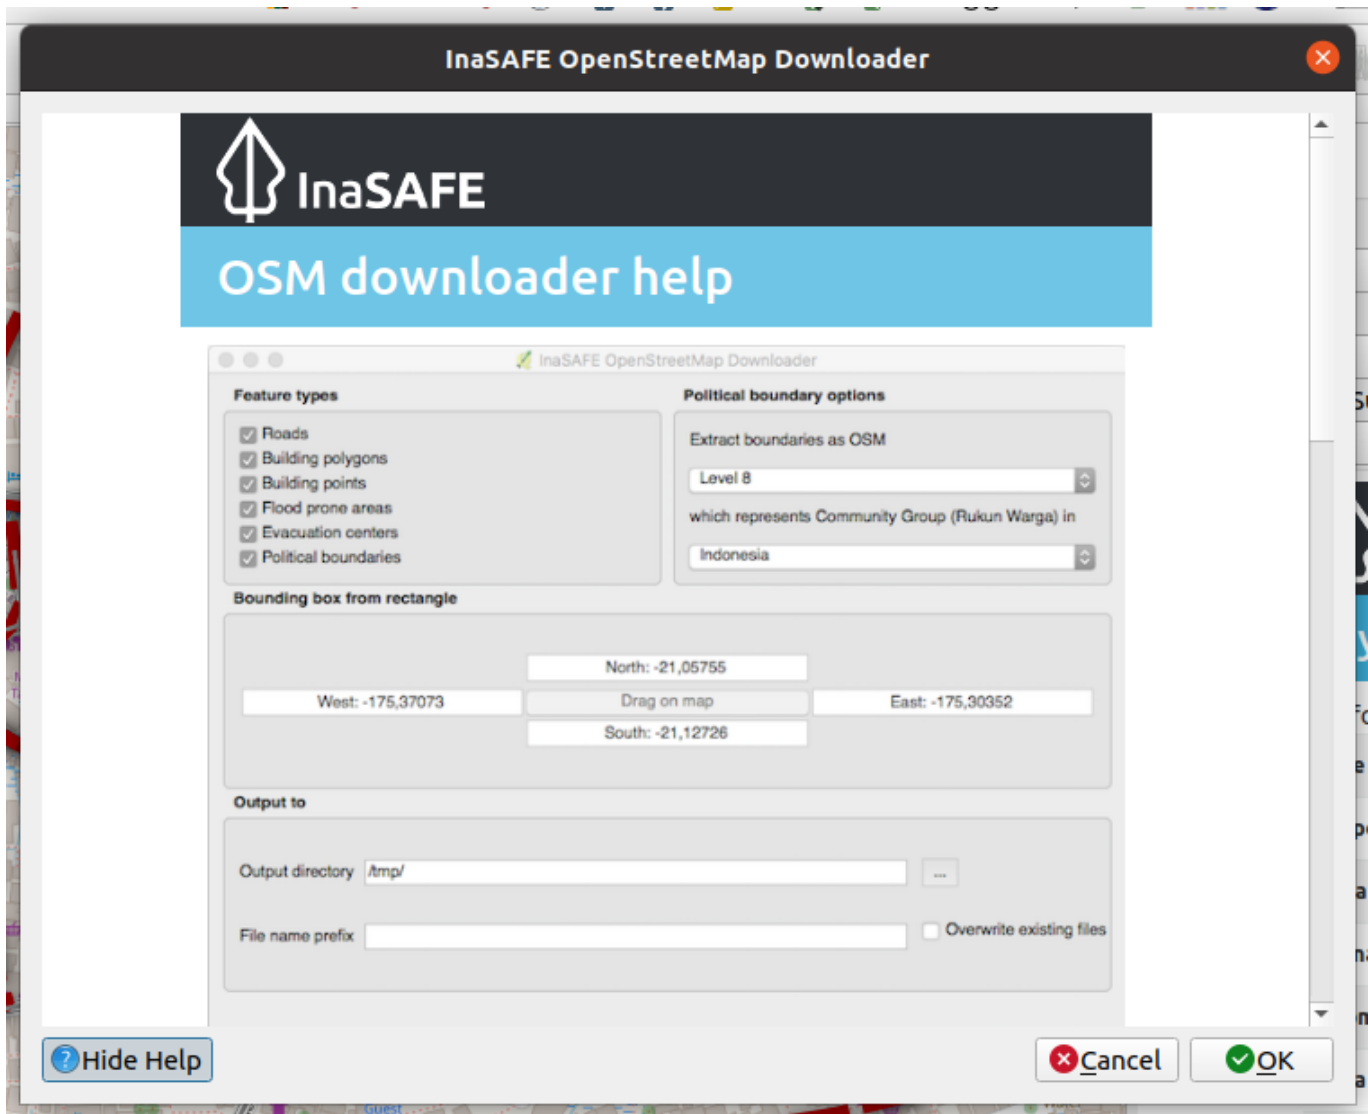 InaSAFE OpenStreetMap Downloader
InaSAFE
OSM downloader help
InaSAFE OpenStreetMap Downloader
Feature types
Political boundary options
Roads
Building polygons
Building points
Flood prone areas
Evacuation centers
Political boundaries
Extract boundaries as OSM
Level 8
which represents Community Group (Rukun Warga) in
Indonesia
Bounding box from rectangle
North: -21,05755
West: -175,37073
Drag on map
East: -175,30352
South: -21,12726
Output to
Output directory
/tmp/
...
File name prefix
Overwrite existing files
Hide Help
Cancel
OK
Guest